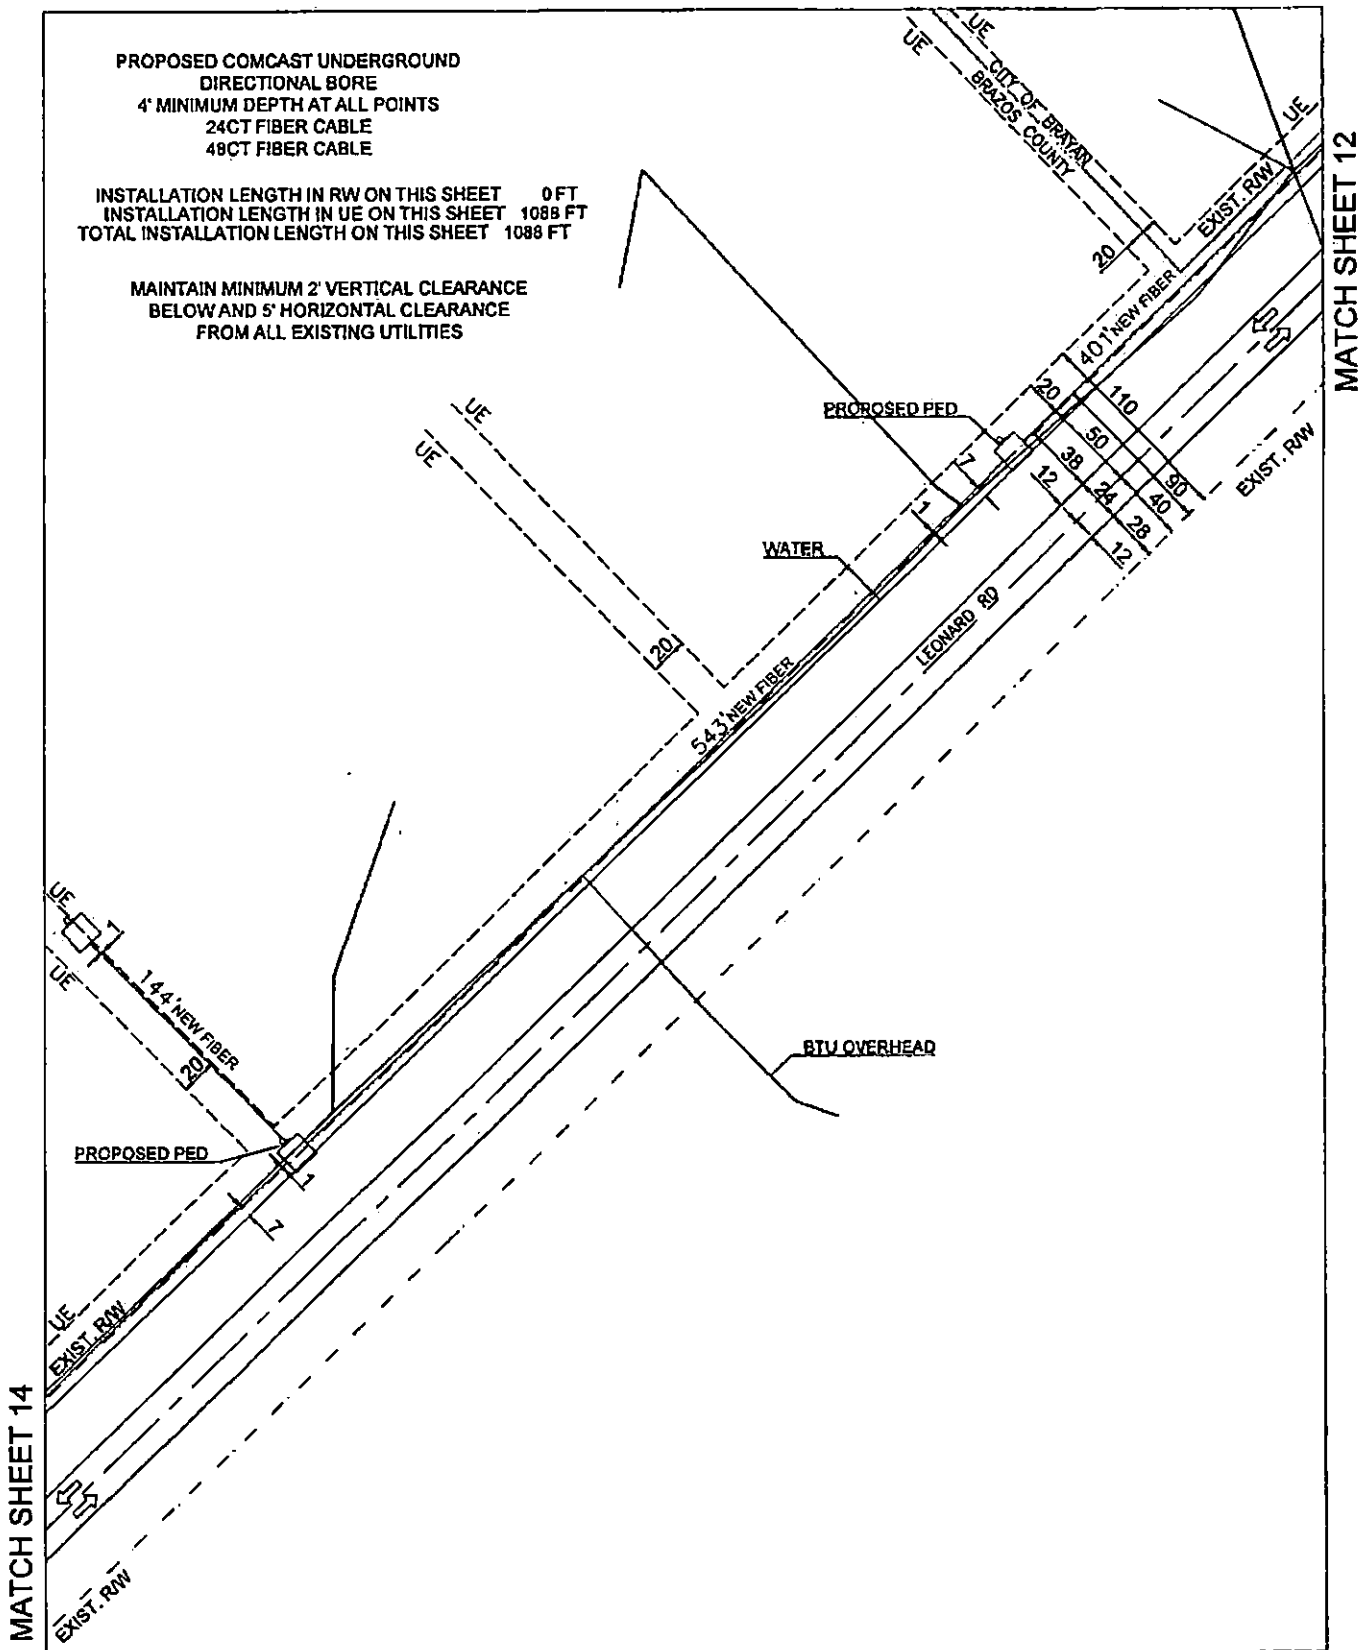 PROPOSED COMCAST UNDERGROUND
DIRECTIONAL BORE
4' MINIMUM DEPTH AT ALL POINTS
24CT FIBER CABLE
48CT FIBER CABLE
INSTALLATION LENGTH IN RW ON THIS SHEET 0 FT
INSTALLATION LENGTH IN UE ON THIS SHEET 1088 FT
TOTAL INSTALLATION LENGTH ON THIS SHEET 1088 FT
MAINTAIN MINIMUM 2' VERTICAL CLEARANCE
BELOW AND 5' HORIZONTAL CLEARANCE
FROM ALL EXISTING UTILITIES
UE
UE
CITY OF BRAYAN
BRAZOS COUNTY
UE
EXIST. R/W
20
401' NEW FIBER
MATCH SHEET 12
PROPOSED PED
20
110
50
90
38
40
12
24
28
12
7
1
EXIST. R/W
UE
UE
20
WATER
LEONARD RD
543' NEW FIBER
UE
1
UE
144' NEW FIBER
20
BTU OVERHEAD
PROPOSED PED
1
7
UE
EXIST. R/W
MATCH SHEET 14
EXIST. R/W